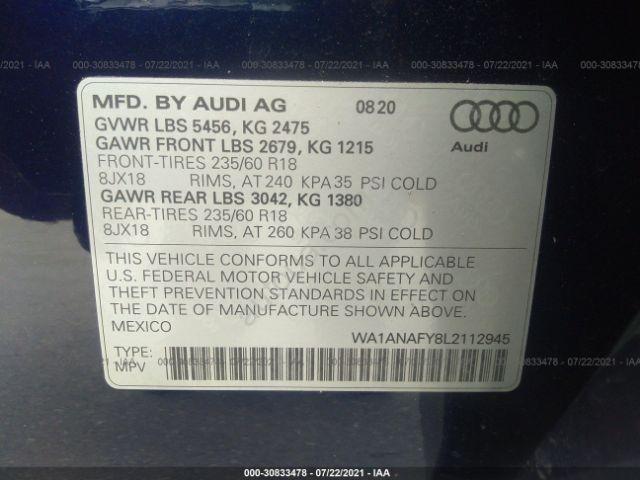 000-30833478 - 07/22/2021 - IAA
MFD. BY AUDI AG 0820
GVWR LBS 5456, KG 2475
GAWR FRONT LBS 2679, KG 1215
FRONT-TIRES 235/60 R18
8JX18 RIMS, AT 240 KPA 35 PSI COLD
GAWR REAR LBS 3042, KG 1380
REAR-TIRES 235/60 R18
8JX18 RIMS, AT 260 KPA 38 PSI COLD
Audi
THIS VEHICLE CONFORMS TO ALL APPLICABLE
U.S. FEDERAL MOTOR VEHICLE SAFETY AND
THEFT PREVENTION STANDARDS IN EFFECT ON
THE DATE OF MANUFACTURE SHOWN ABOVE.
MEXICO WA1ANAFY8L2112945
TYPE:
MPV
000-30833478 - 07/22/2021 - IAA